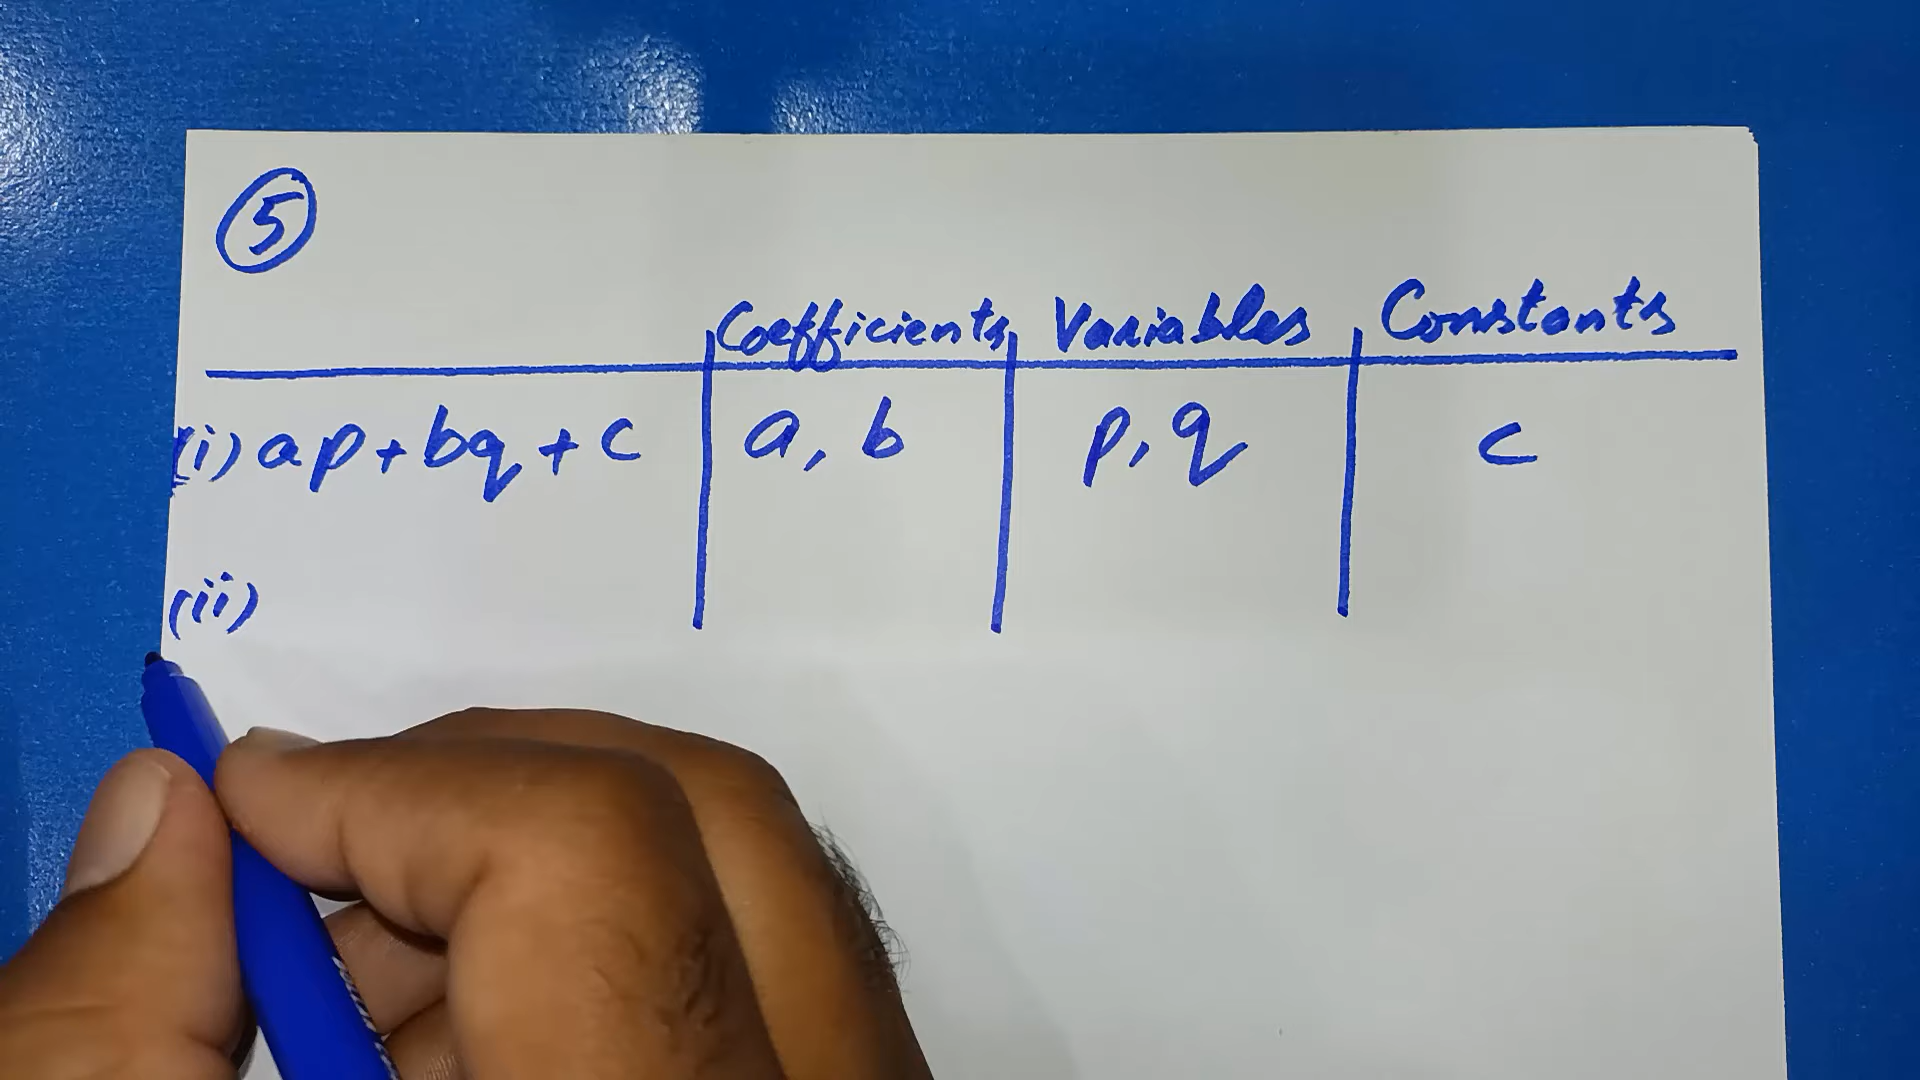 5
Coefficients Variables Constants
(i) ap+bq+c a, b p, q c
(ii)